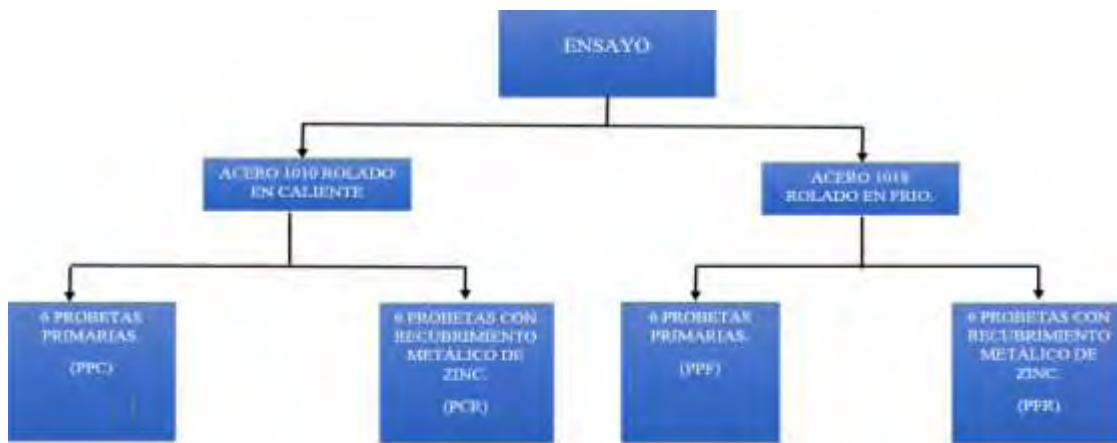 ENSAYO
ACERO 1010 ROLADO
EN CALIENTE
ACERO 1018
ROLADO EN FRIO.
6 PROBETAS
PRIMARIAS.
(PPC)
6 PROBETAS CON
RECUBRIMIENTO
METÁLICO DE
ZINC.
(PCR)
6 PROBETAS
PRIMARIAS.
(PPF)
6 PROBETAS CON
RECUBRIMIENTO
METÁLICO DE
ZINC.
(PFR)